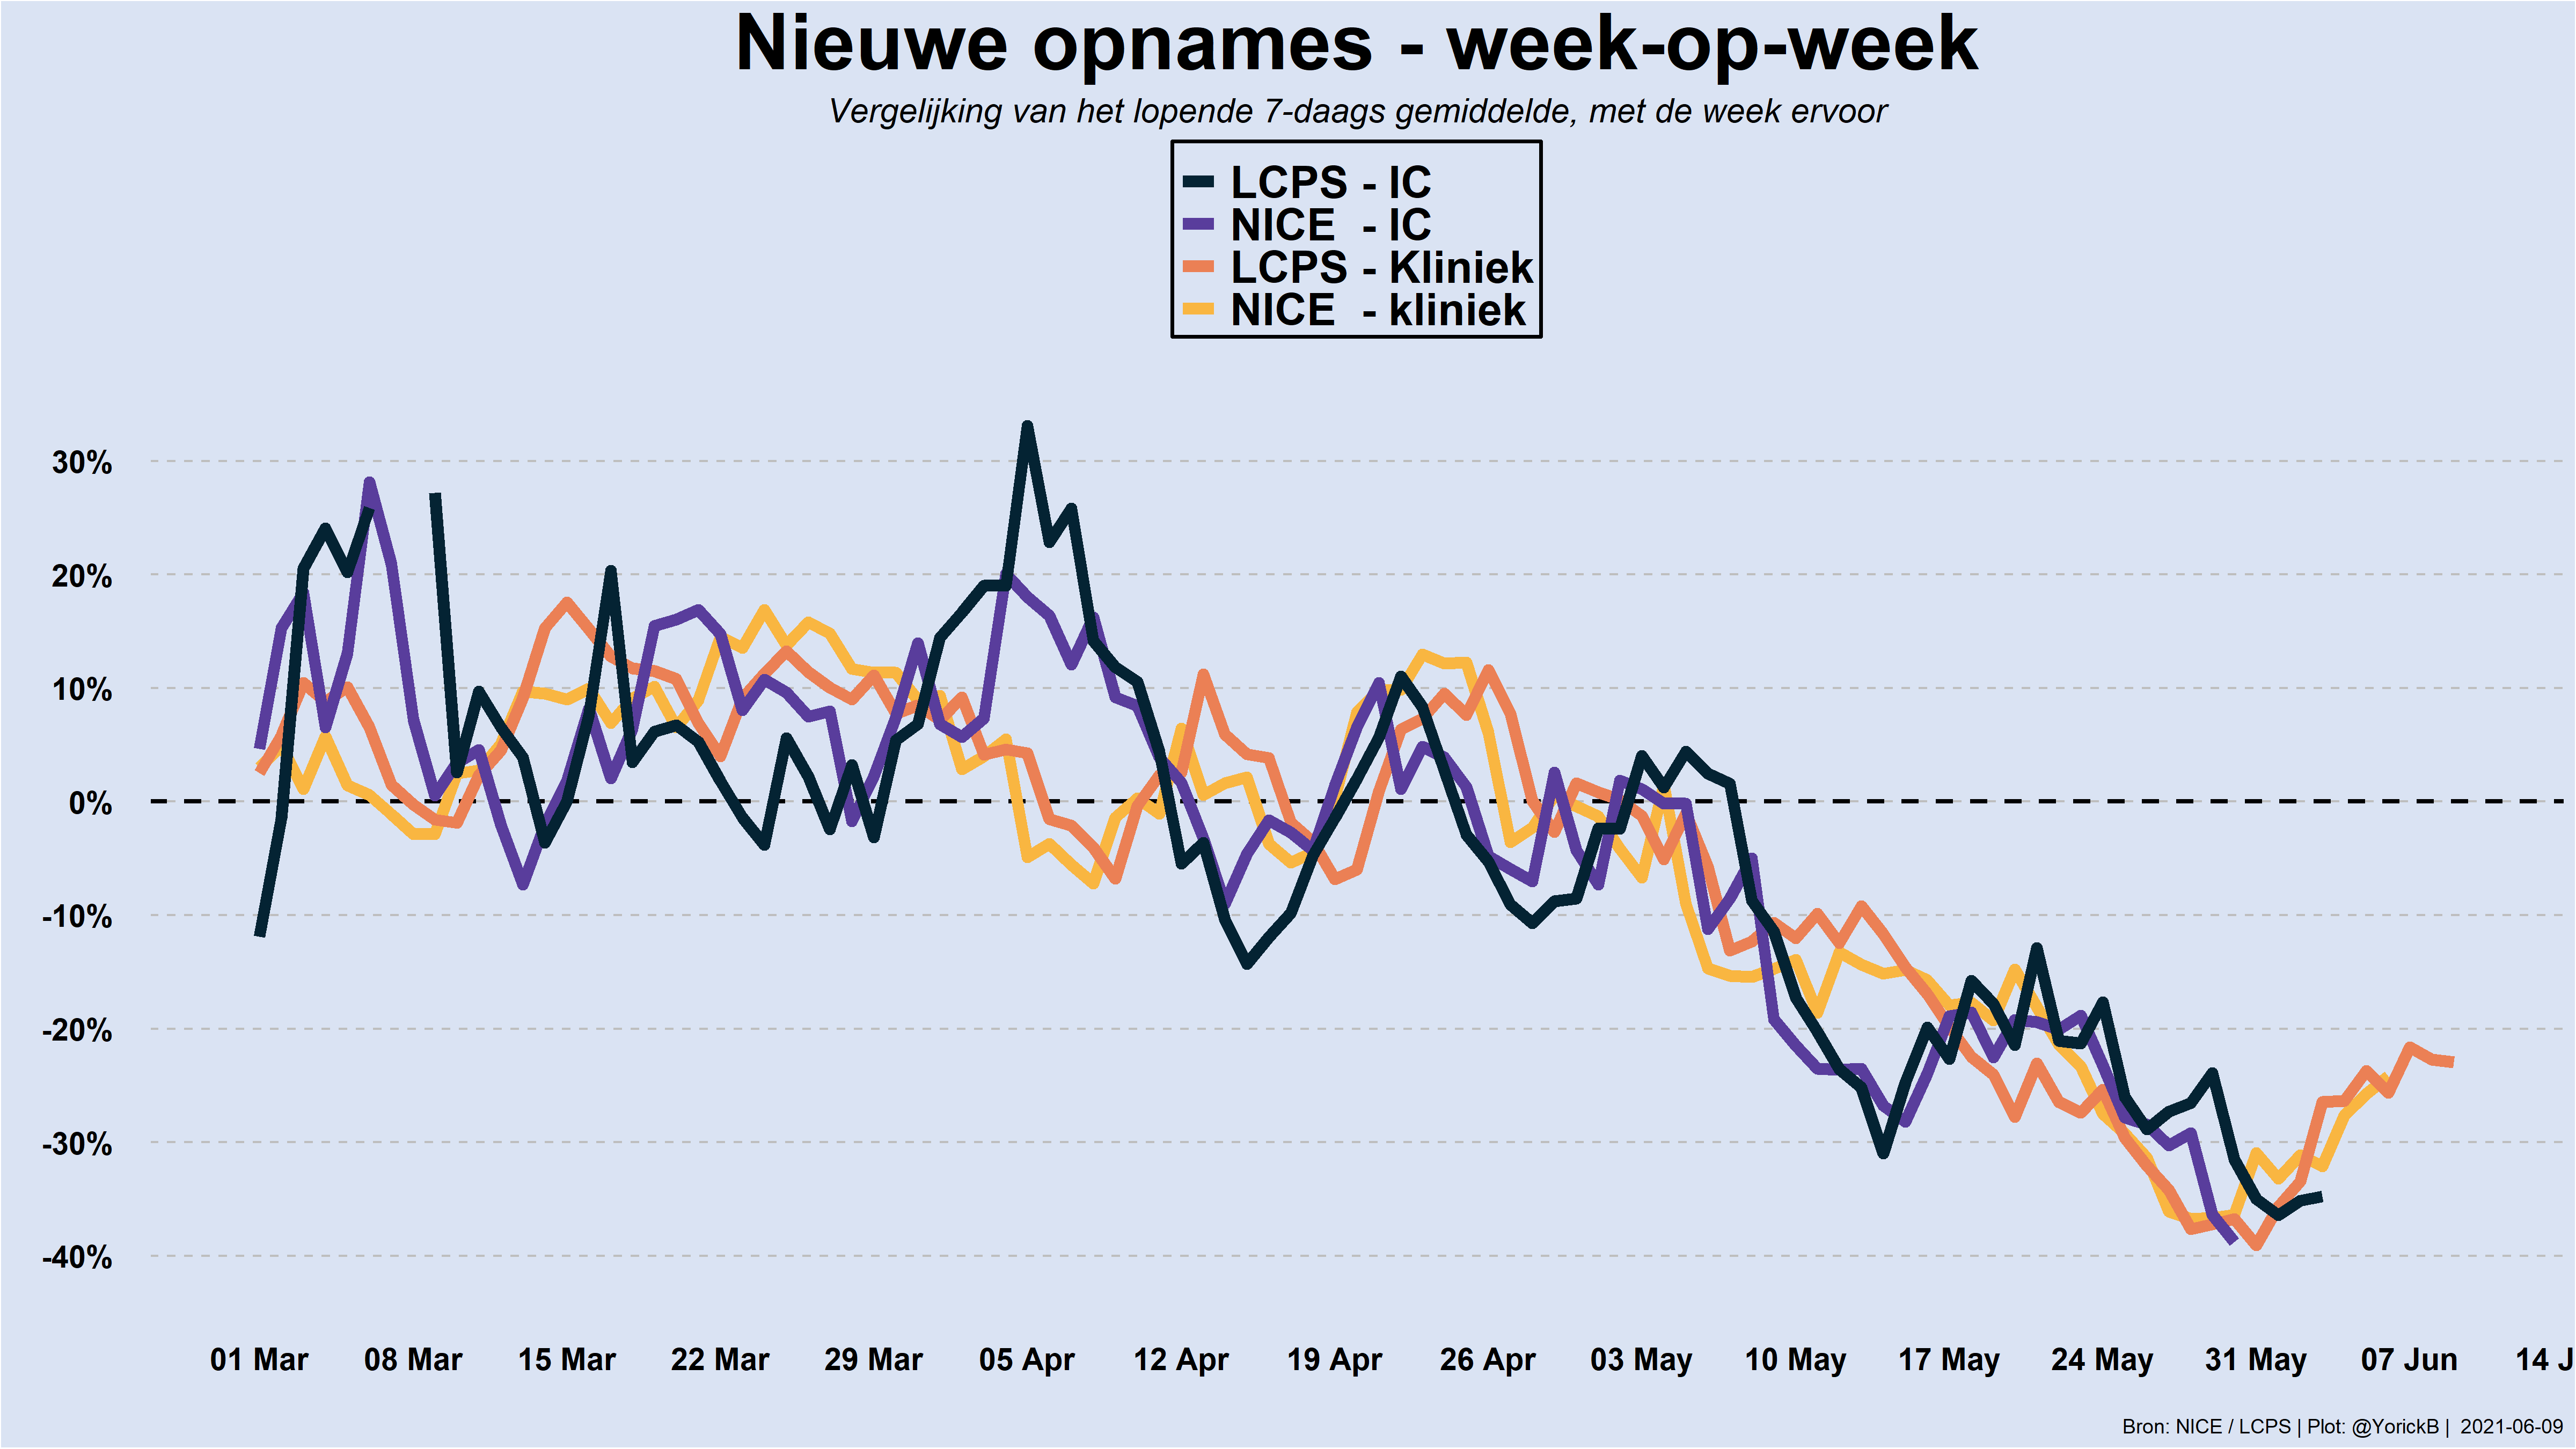 Nieuwe opnames - week-op-week
Vergelijking van het lopende 7-daags gemiddelde, met de week ervoor
LCPS - IC
NICE - IC
LCPS - Kliniek
NICE - kliniek
30%
20%
10%
0%
-10%
-20%
-30%
-40%
01 Mar 08 Mar 15 Mar 22 Mar 29 Mar 05 Apr 12 Apr 19 Apr 26 Apr 03 May 10 May 17 May 24 May 31 May 07 Jun 14 J
Bron: NICE / LCPS | Plot: @YorickB | 2021-06-09